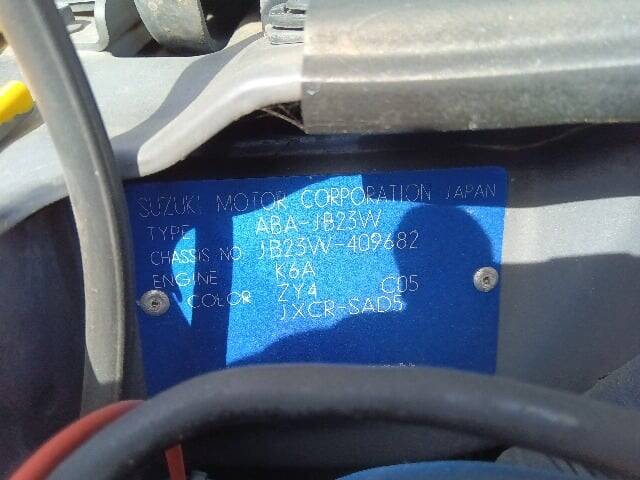 SUZUKI MOTOR CORPORATION JAPAN
TYPE ABA-JB23W
CHASSIS NO. JB23W-409682
ENGINE K6A
COLOR ZY4 C05
JXCR-SAD5